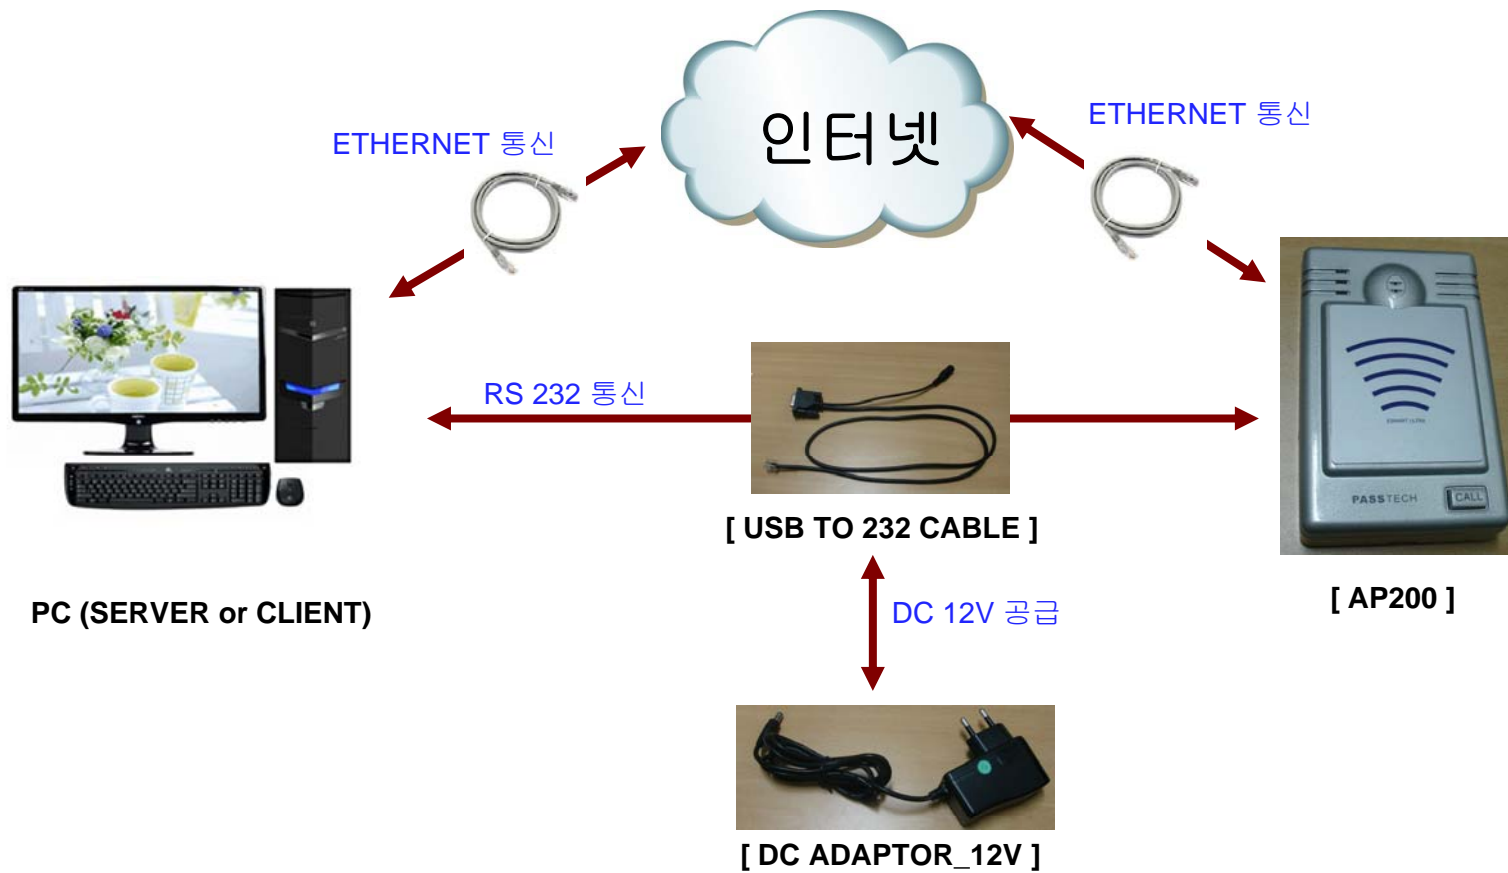 인터넷
ETHERNET 통신
ETHERNET 통신
RS 232 통신
PASSTECH
CALL
[ USB TO 232 CABLE ]
PC (SERVER or CLIENT)
[ AP200 ]
DC 12V 공급
[ DC ADAPTOR_12V ]